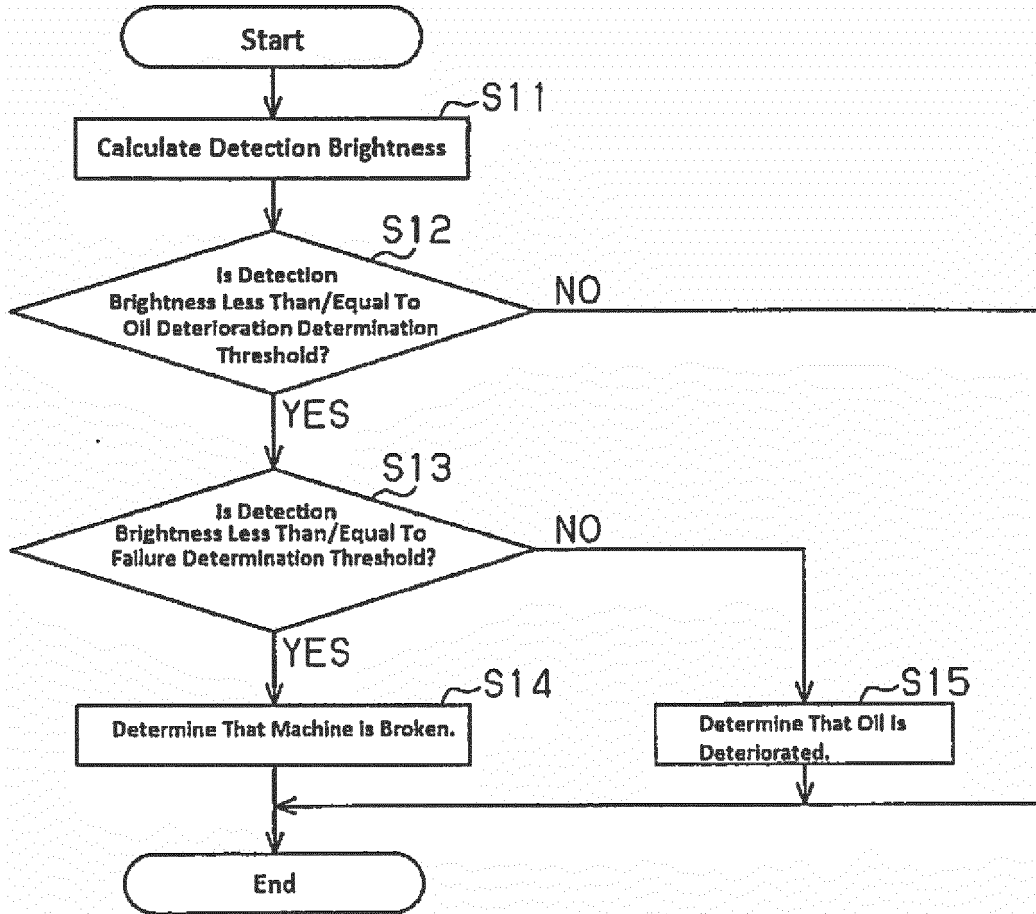 Start
S11
Calculate Detection Brightness
S12
Is Detection
Brightness Less Than/Equal To
Oil Deterioration Determination
Threshold?
NO
YES
S13
Is Detection
Brightness Less Than/Equal To
Failure Determination Threshold?
NO
YES
S14
Determine That Machine is Broken.
S15
Determine That Oil Is
Deteriorated.
End